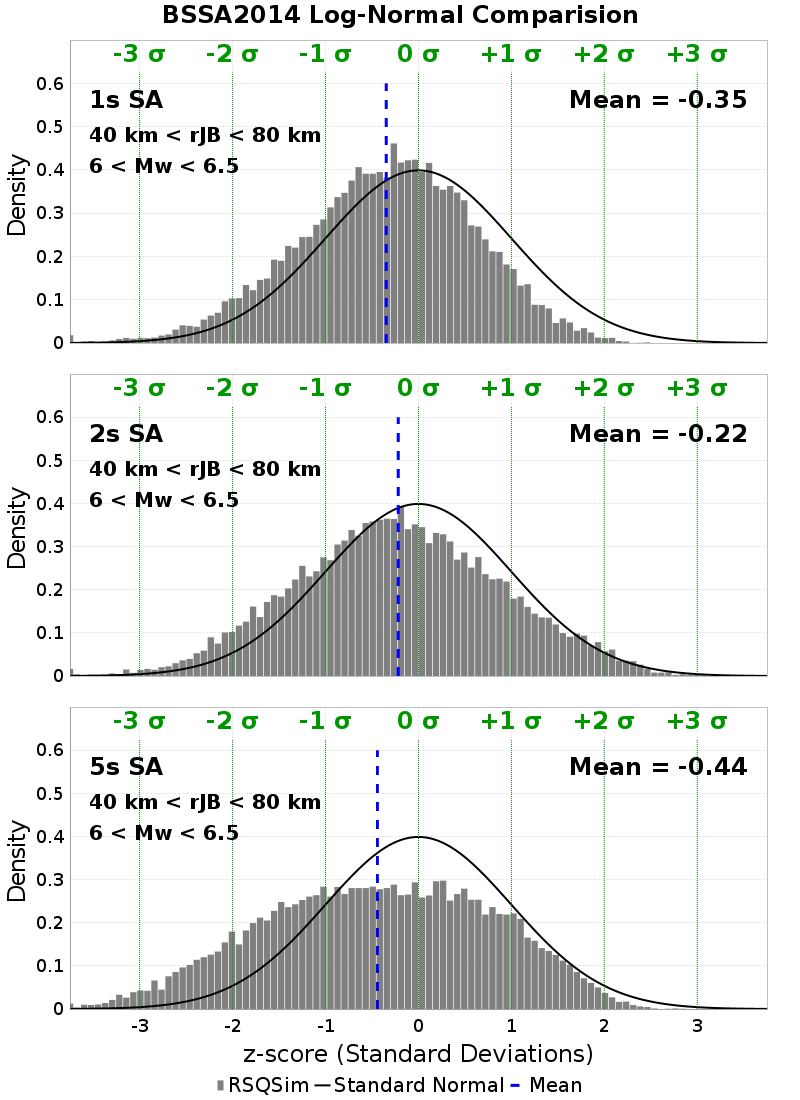 BSSA2014 Log-Normal Comparision
-3 σ -2 σ -1 σ 0 σ +1 σ +2 σ +3 σ
0.6
1s SA Mean = -0.35
0.5
40 km < rJB < 80 km
6 < Mw < 6.5
0.4
0.3
0.2
0.1
0
Density
-3 σ -2 σ -1 σ 0 σ +1 σ +2 σ +3 σ
0.6
2s SA Mean = -0.22
0.5
40 km < rJB < 80 km
6 < Mw < 6.5
0.4
0.3
0.2
0.1
0
Density
-3 σ -2 σ -1 σ 0 σ +1 σ +2 σ +3 σ
0.6
5s SA Mean = -0.44
0.5
40 km < rJB < 80 km
6 < Mw < 6.5
0.4
0.3
0.2
0.1
0
Density
-3 -2 -1 0 1 2 3
z-score (Standard Deviations)
RSQSim Standard Normal Mean